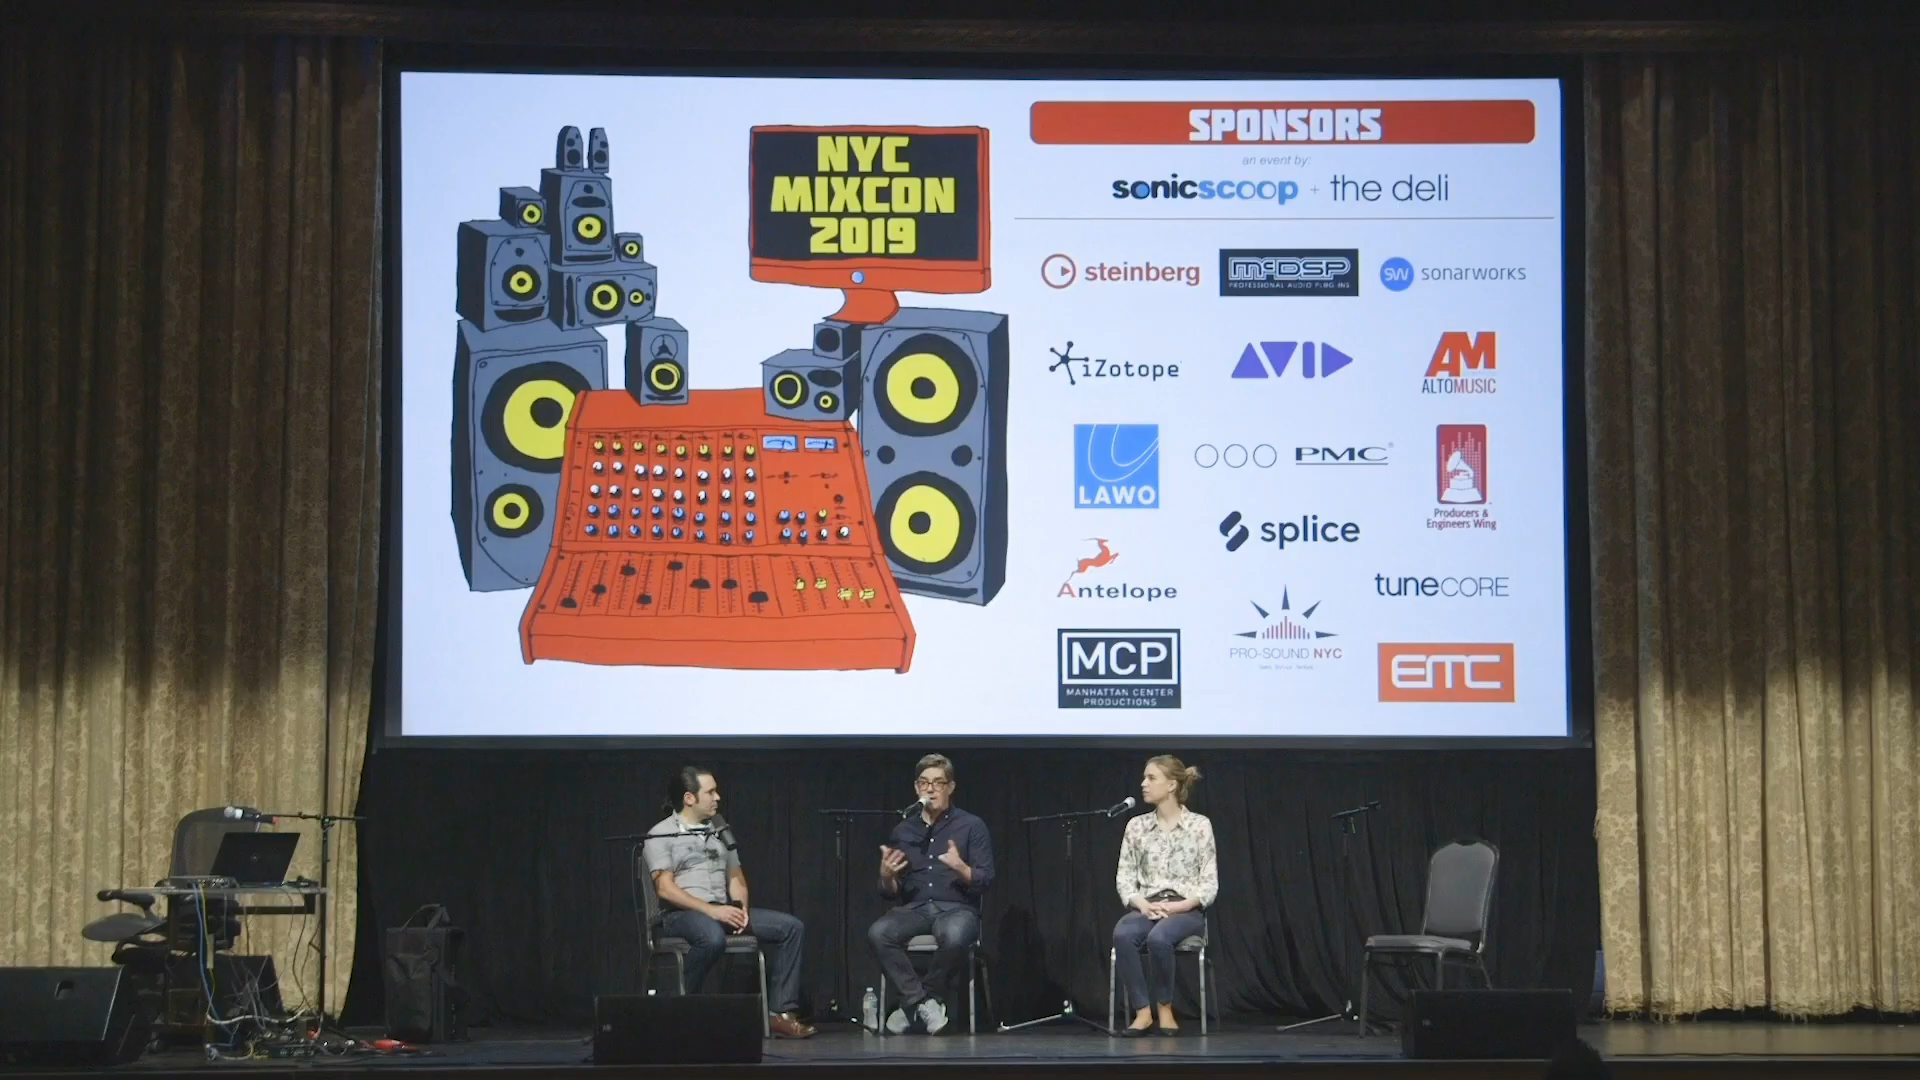 NYC
MIXCON
2019
SPONSORS
an event by:
sonicscoop + the deli
steinberg
McDSP
PROFESSIONAL AUDIO PLUG-INS
SW sonarworks
iZotope
AVID
AM
ALTOMUSIC
LAWO
PMC
Producers &
Engineers Wing
splice
Antelope
tuneCORE
MCP
MANHATTAN CENTER
PRODUCTIONS
PRO-SOUND NYC
EMC